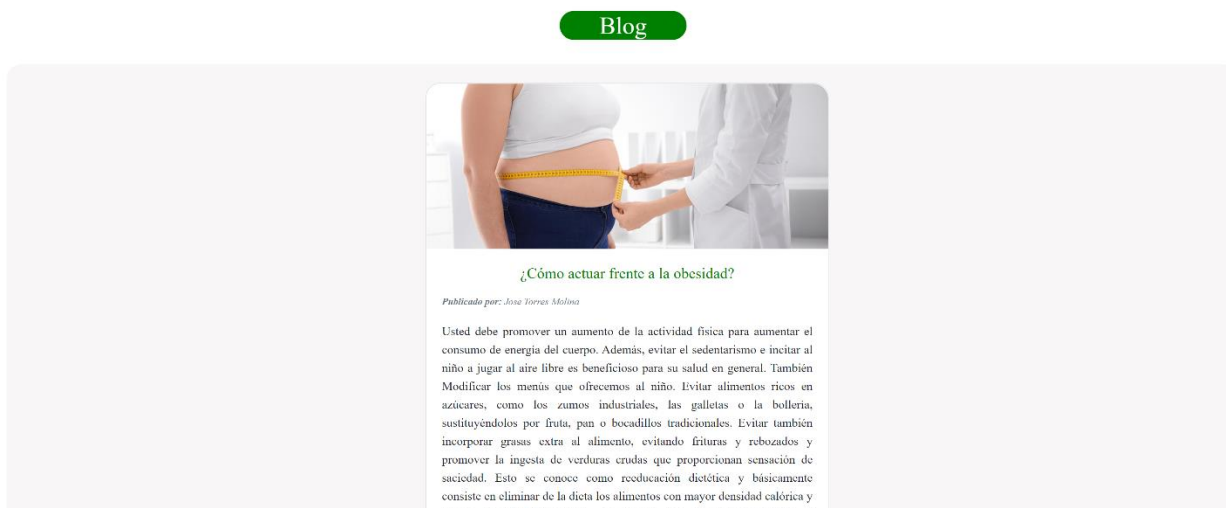 Blog
¿Cómo actuar frente a la obesidad?
Publicado por: Jose Torres Molina
Usted debe promover un aumento de la actividad física para aumentar el
consumo de energía del cuerpo. Además, evitar el sedentarismo e incitar al
niño a jugar al aire libre es beneficioso para su salud en general. También
Modificar los menús que ofrecemos al niño. Evitar alimentos ricos en
azúcares, como los zumos industriales, las galletas o la bollería,
sustituyéndolos por fruta, pan o bocadillos tradicionales. Evitar también
incorporar grasas extra al alimento, evitando frituras y rebozados y
promover la ingesta de verduras crudas que proporcionan sensación de
saciedad. Esto se conoce como reeducación dietética y básicamente
consiste en eliminar de la dieta los alimentos con mayor densidad calórica y